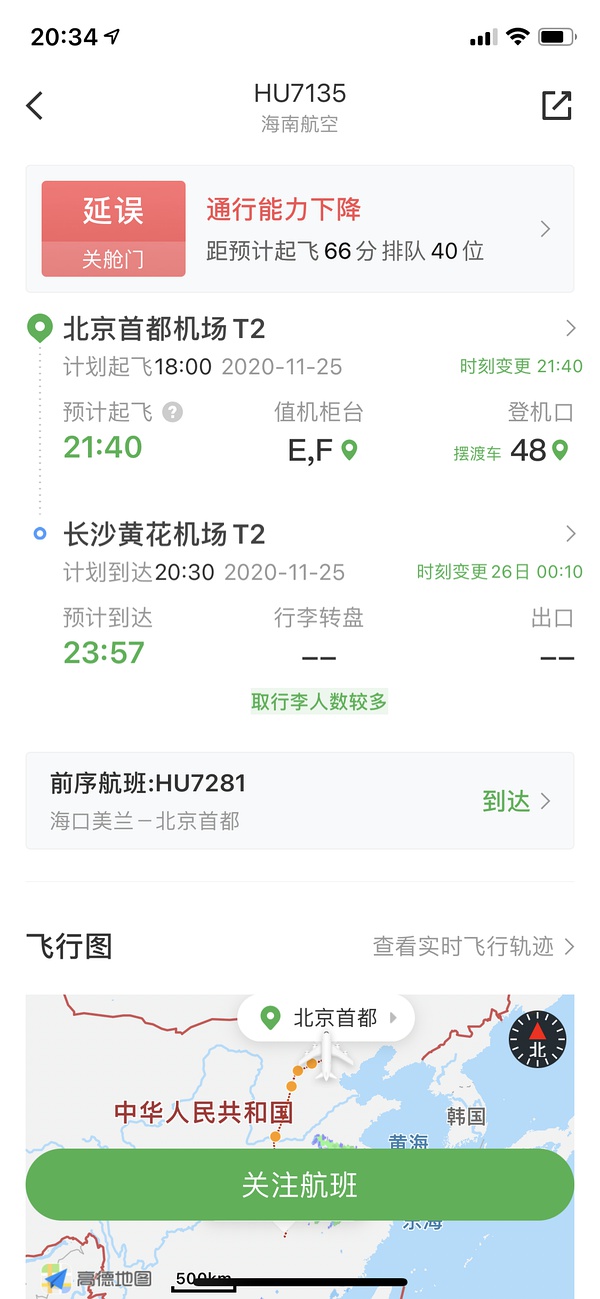 20:34
HU7135
海南航空
延误
关舱门
通行能力下降
距预计起飞66分 排队40位
北京首都机场T2
计划起飞18:00 2020-11-25 时刻变更 21:40
预计起飞 ? 值机柜台 登机口
21:40 E,F 摆渡车 48
长沙黄花机场T2
计划到达20:30 2020-11-25 时刻变更26日 00:10
预计到达 行李转盘 出口
23:57 -- --
取行李人数较多
前序航班:HU7281
海口美兰－北京首都
到达
飞行图
查看实时飞行轨迹
北京首都
北
中华人民共和国
韩国
黄海
关注航班
东海
高德地图
500km